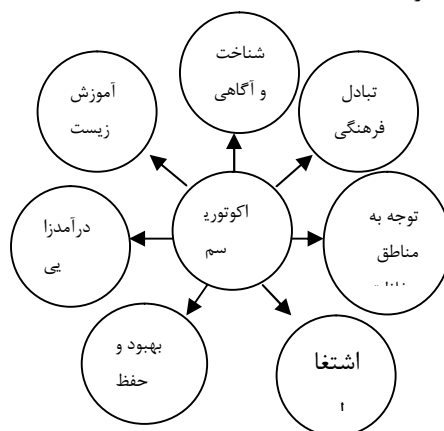 شناخت
و آگاهی
تبادل
فرهنگی
توجه به
مناطق
اشتغا
بهبود و
حفظ
درآمدزا
یی
آموزش
زیست
اکوتوری
سم